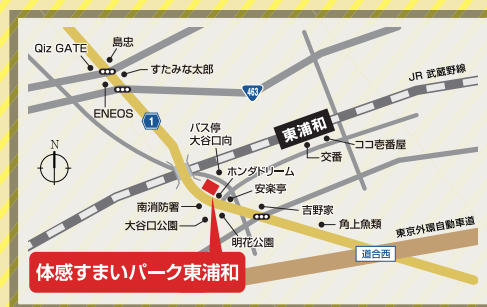 島忠
Qiz GATE
すたみな太郎
JR 武蔵野線
463
ENEOS
1
バス停
大谷口向
東浦和
ココ壱番屋
交番
N
ホンダドリーム
安楽亭
南消防署
吉野家
大谷口公園
角上魚類
明花公園
東京外環自動車道
道合西
体感すまいパーク東浦和